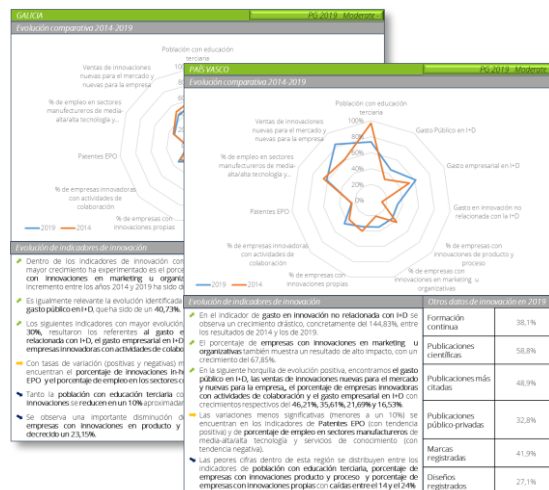 GALICIA
PG 2019 Moderate -
Evolución comparativa 2014-2019
Población con educación
terciaria
Ventas de innovaciones
nuevas para el mercado y
nuevas para la empresa
% de empleo en sectores
manufactureros de media-
alta/alta tecnología y...
Patentes EPO
% de empresas innovadoras
con actividades de
colaboración
% de empresas con
innovaciones propias
2019
2014
Evolución de indicadores de innovación
Dentro de los indicadores de innovación con
mayor crecimiento ha experimentado es el porce
con innovaciones en marketing u organiza
incremento entre los años 2014 y 2019 ha sido d
Es igualmente relevante la evolución identificada
gasto público en I+D, que ha sido de un 40,73%.
Los siguientes indicadores con mayor evolución
30%, resultaron los referentes al gasto e
relacionada con I+D, el gasto empresarial en I+D
empresas innovadoras con actividades de colabo
Con tasas de variación (positivas y negativas) m
encuentran el porcentaje de innovaciones in-h
EPO y el porcentaje de empleo en los sectores c
Tanto la población con educación terciaria co
innovaciones se reducen en un 10% aproximada
Se observa una importante disminución d
empresas con innovaciones en producto y
decrecido un 23,15%.
PAÍS VASCO
PG 2019 Moderate
Evolución comparativa 2014-2019
Población con educación
terciaria
Gasto Público en I+D
Gasto empresarial en I+D
Gasto en innovación no
relacionada con la I+D
% de empresas con
innovaciones de producto y
proceso
% de empresas con
innovaciones en marketing u
organizativas
% de empresas con
innovaciones propias
% de empresas innovadoras
con actividades de
colaboración
Patentes EPO
% de empleo en sectores
manufactureros de media-
alta/alta tecnología y...
Ventas de innovaciones
nuevas para el mercado y
nuevas para la empresa
100%
80%
60%
40%
20%
0%
2019
2014
Evolución de indicadores de innovación
En el indicador de gasto en innovación no relacionada con I+D se
observa un crecimiento drástico, concretamente del 144,83%, entre
los resultados de 2014 y los de 2019.
El porcentaje de empresas con innovaciones en marketing u
organizativas también muestra un resultado de alto impacto, con un
crecimiento del 67,85%.
En la siguiente horquilla de evolución positiva, encontramos el gasto
público en I+D, las ventas de innovaciones nuevas para el mercado y
nuevas para la empresa, el porcentaje de empresas innovadoras
con actividades de colaboración y el gasto empresarial en I+D con
crecimientos respectivos del 46,21%, 35,61%, 21,69% y 16,53%.
Las variaciones menos significativas (menores a un 10%) se
encuentran en los indicadores de Patentes EPO (con tendencia
positiva) y de porcentaje de empleo en sectores manufactureros de
media-alta/alta tecnología y servicios de conocimiento (con
tendencia negativa).
Las peores cifras dentro de esta región se distribuyen entre los
indicadores de población con educación terciaria, porcentaje de
empresas con innovaciones producto y proceso y porcentaje de
empresas con innovaciones propias con caídas entre el 14 y el 24%
Otros datos de innovación en 2019
Formación
continua
38,1%
Publicaciones
científicas
58,8%
Publicaciones más
citadas
48,9%
Publicaciones
público-privadas
32,8%
Marcas
registradas
41,9%
Diseños
registrados
27,1%